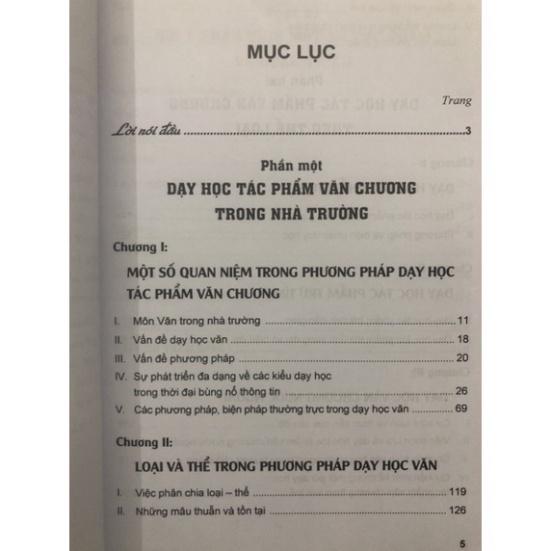 MỤC LỤC
Trang
Lời nói đầu ..........3
Phần một
DẠY HỌC TÁC PHẨM VĂN CHƯƠNG
TRONG NHÀ TRƯỜNG
Chương I:
MỘT SỐ QUAN NIỆM TRONG PHƯƠNG PHÁP DẠY HỌC
TÁC PHẨM VĂN CHƯƠNG
I. Môn Văn trong nhà trường ..........11
II. Vấn đề dạy học văn ..........18
III. Vấn đề phương pháp ..........20
IV. Sự phát triển đa dạng về các kiểu dạy học
trong thời đại bùng nổ thông tin ..........26
V. Các phương pháp, biện pháp thường trực trong dạy học văn ..........69
Chương II:
LOẠI VÀ THỂ TRONG PHƯƠNG PHÁP DẠY HỌC VĂN
I. Việc phân chia loại – thể ..........119
II. Những mâu thuẫn và tồn tại ..........126
5